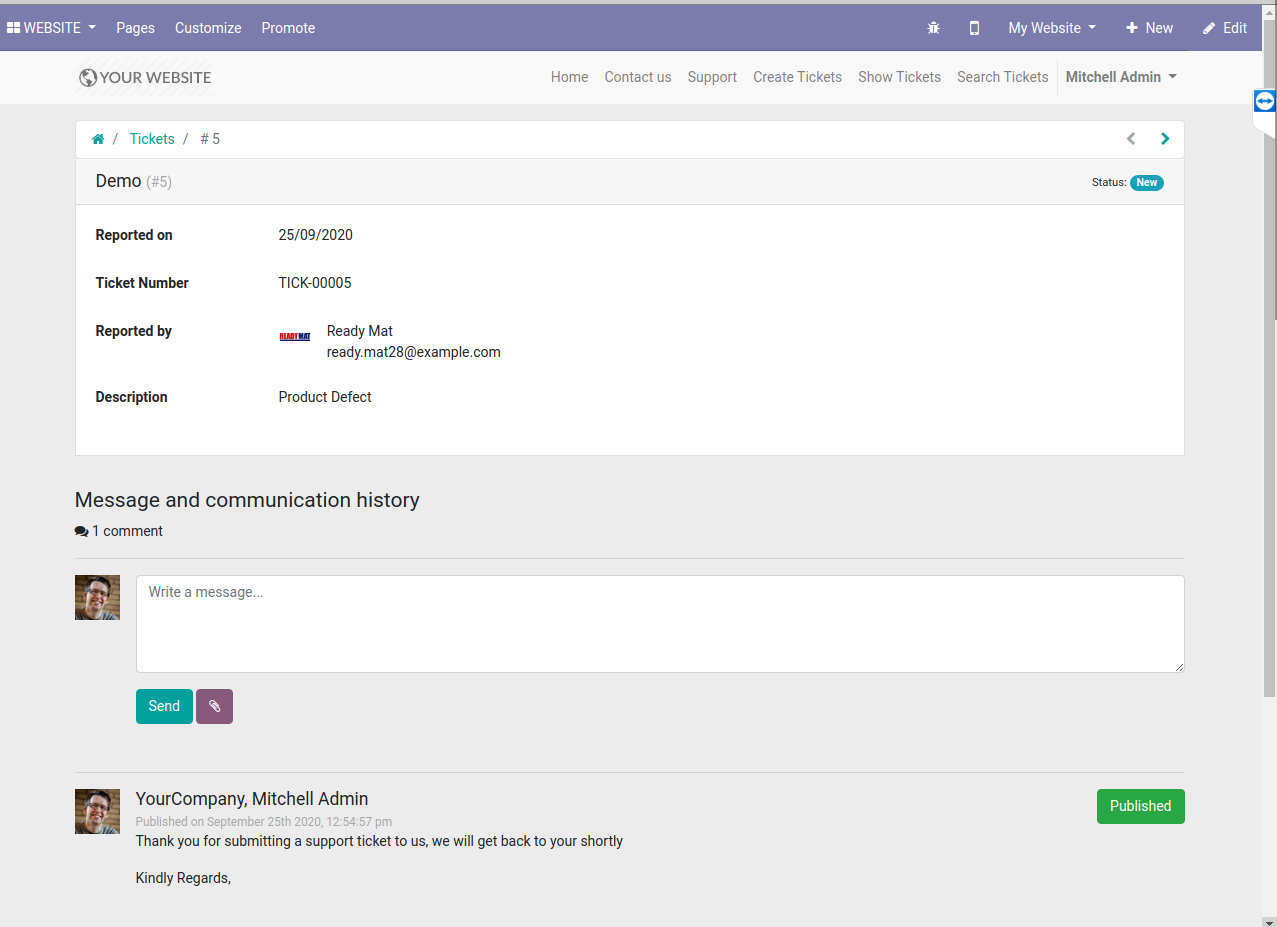 WEBSITE Pages Customize Promote My Website New Edit
YOUR WEBSITE Home Contact us Support Create Tickets Show Tickets Search Tickets Mitchell Admin
/ Tickets / # 5
Demo (#5) Status: New
Reported on 25/09/2020
Ticket Number TICK-00005
Reported by READYMAT Ready Mat
ready.mat28@example.com
Description Product Defect
Message and communication history
1 comment
Write a message...
Send
YourCompany, Mitchell Admin Published
Published on September 25th 2020, 12:54:57 pm
Thank you for submitting a support ticket to us, we will get back to your shortly
Kindly Regards,